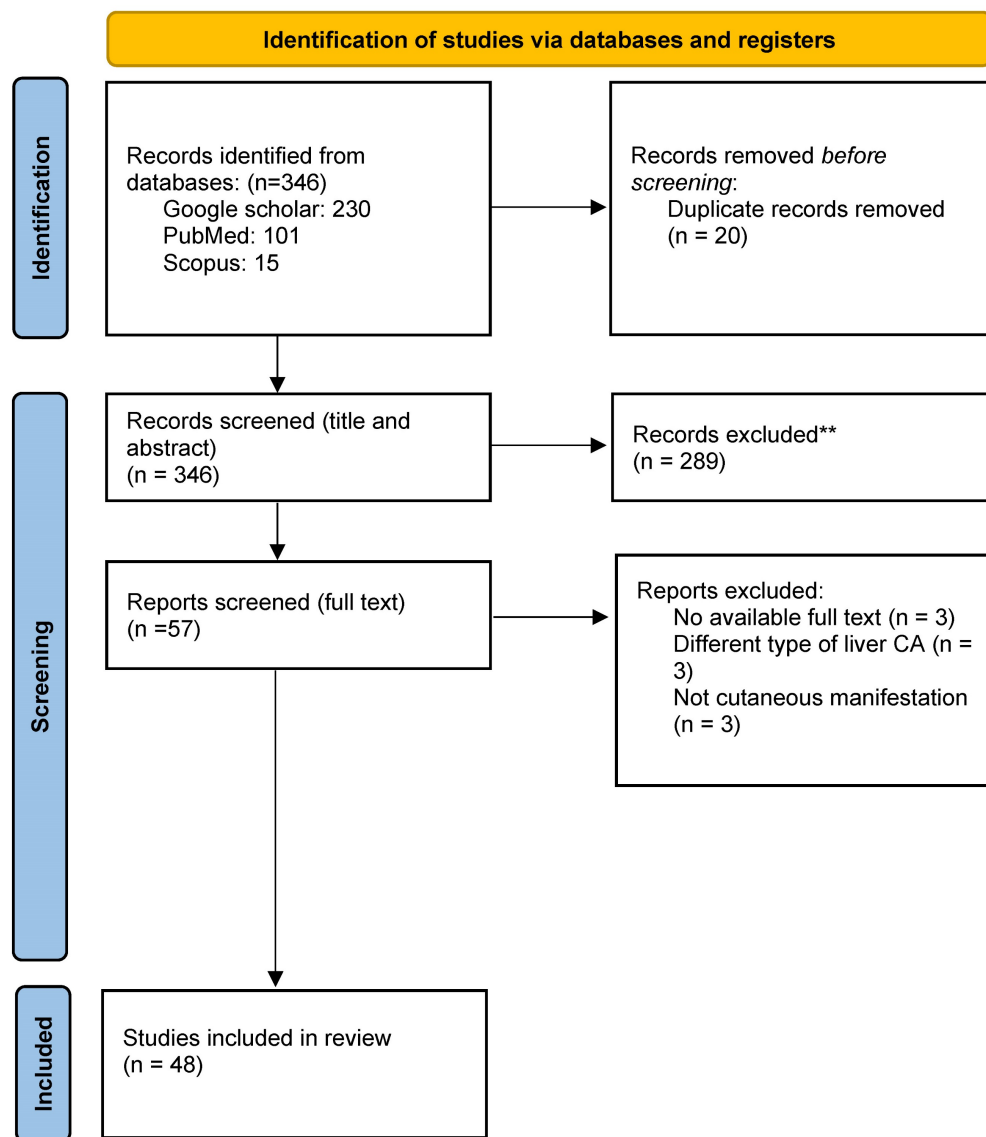 Identification of studies via databases and registers
Identification
Records identified from
databases: (n=346)
Google scholar: 230
PubMed: 101
Scopus: 15
Records removed before
screening:
Duplicate records removed
(n = 20)
Screening
Records screened (title and
abstract)
(n = 346)
Records excluded**
(n = 289)
Reports screened (full text)
(n =57)
Reports excluded:
No available full text (n = 3)
Different type of liver CA (n =
3)
Not cutaneous manifestation
(n = 3)
Included
Studies included in review
(n = 48)